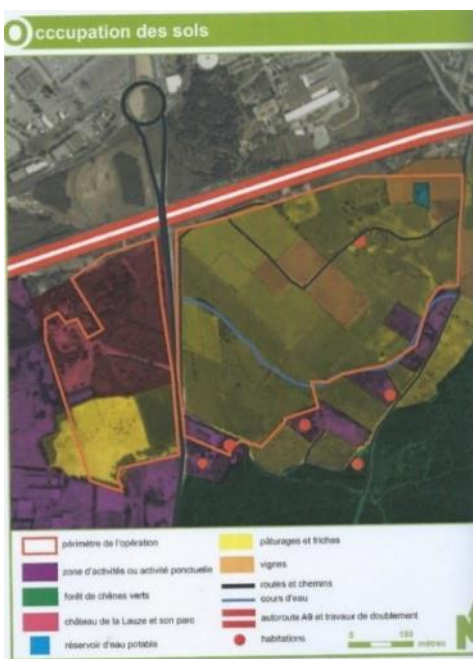 Occcupation des sols
périmètre de l'opération
zone d'activités ou activité ponctuelle
forêt de chênes verts
château de la Lauze et son parc
réservoir d'eau potable
pâturages et friches
vignes
routes et chemins
cours d'eau
autoroute A9 et travaux de doublement
habitations
0
mètres
N